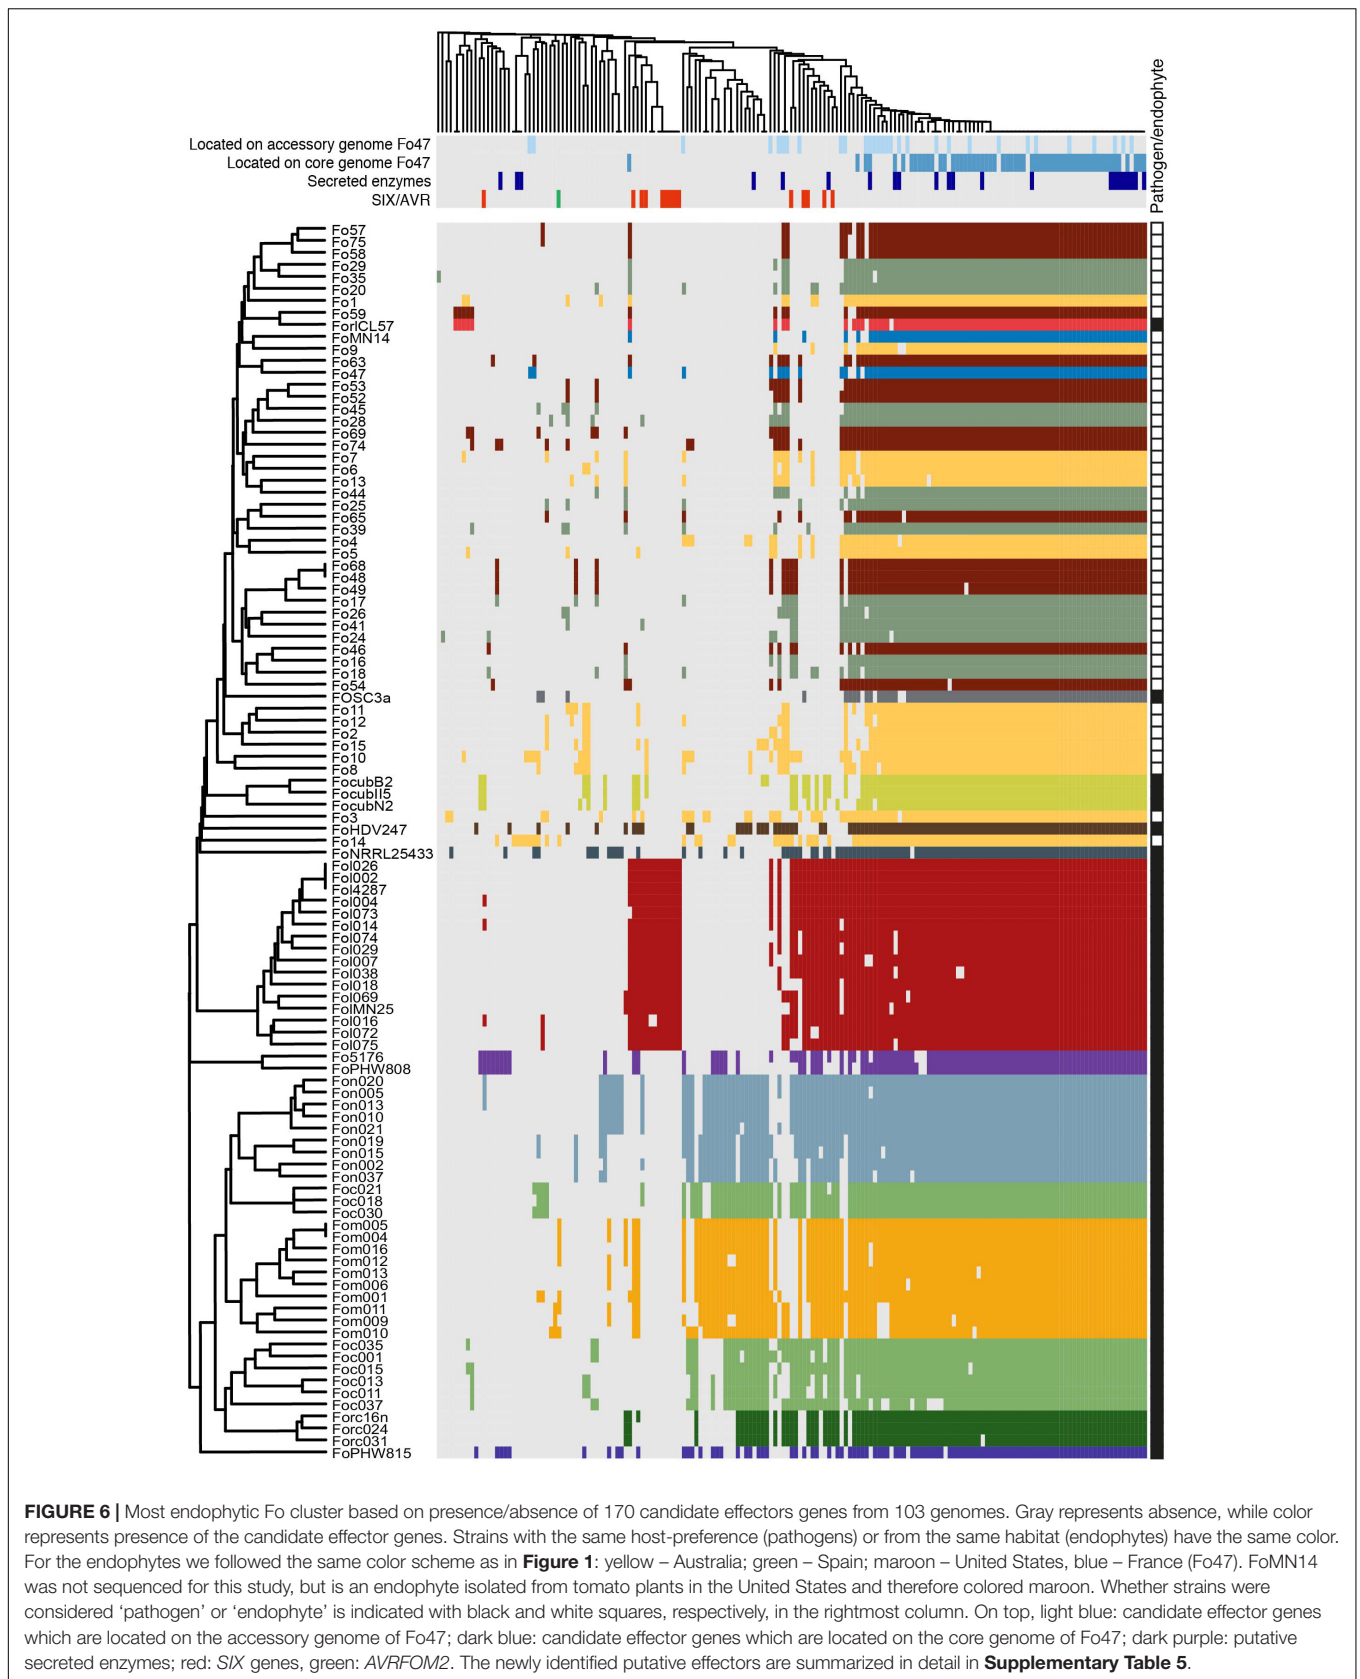 Pathogen/endophyte
Located on accessory genome Fo47
Located on core genome Fo47
Secreted enzymes
SIX/AVR
Fo57
Fo75
Fo58
Fo29
Fo35
Fo20
Fo1
Fo59
ForlCL57
FoMN14
Fo9
Fo63
Fo47
Fo53
Fo52
Fo45
Fo28
Fo69
Fo74
Fo7
Fo6
Fo13
Fo44
Fo25
Fo65
Fo39
Fo4
Fo5
Fo68
Fo48
Fo49
Fo17
Fo26
Fo41
Fo24
Fo46
Fo16
Fo18
Fo54
FOSC3a
Fo11
Fo12
Fo2
Fo15
Fo10
Fo8
FocubB2
FocubII5
FocubN2
Fo3
FoHDV247
Fo14
FoNRRL25433
Fol026
Fol002
Fol4287
Fol004
Fol073
Fol014
Fol074
Fol029
Fol007
Fol038
Fol018
Fol069
FolMN25
Fol016
Fol072
Fol075
Fo5176
FoPHW808
Fon020
Fon005
Fon013
Fon010
Fon021
Fon019
Fon015
Fon002
Fon037
Foc021
Foc018
Foc030
Fom005
Fom004
Fom016
Fom012
Fom013
Fom006
Fom001
Fom011
Fom009
Fom010
Foc035
Foc001
Foc015
Foc013
Foc011
Foc037
Forc16n
Forc024
Forc031
FoPHW815
FIGURE 6 | Most endophytic Fo cluster based on presence/absence of 170 candidate effectors genes from 103 genomes. Gray represents absence, while color
represents presence of the candidate effector genes. Strains with the same host-preference (pathogens) or from the same habitat (endophytes) have the same color.
For the endophytes we followed the same color scheme as in Figure 1: yellow – Australia; green – Spain; maroon – United States, blue – France (Fo47). FoMN14
was not sequenced for this study, but is an endophyte isolated from tomato plants in the United States and therefore colored maroon. Whether strains were
considered ‘pathogen’ or ‘endophyte’ is indicated with black and white squares, respectively, in the rightmost column. On top, light blue: candidate effector genes
which are located on the accessory genome of Fo47; dark blue: candidate effector genes which are located on the core genome of Fo47; dark purple: putative
secreted enzymes; red: SIX genes, green: AVRFOM2. The newly identified putative effectors are summarized in detail in Supplementary Table 5.